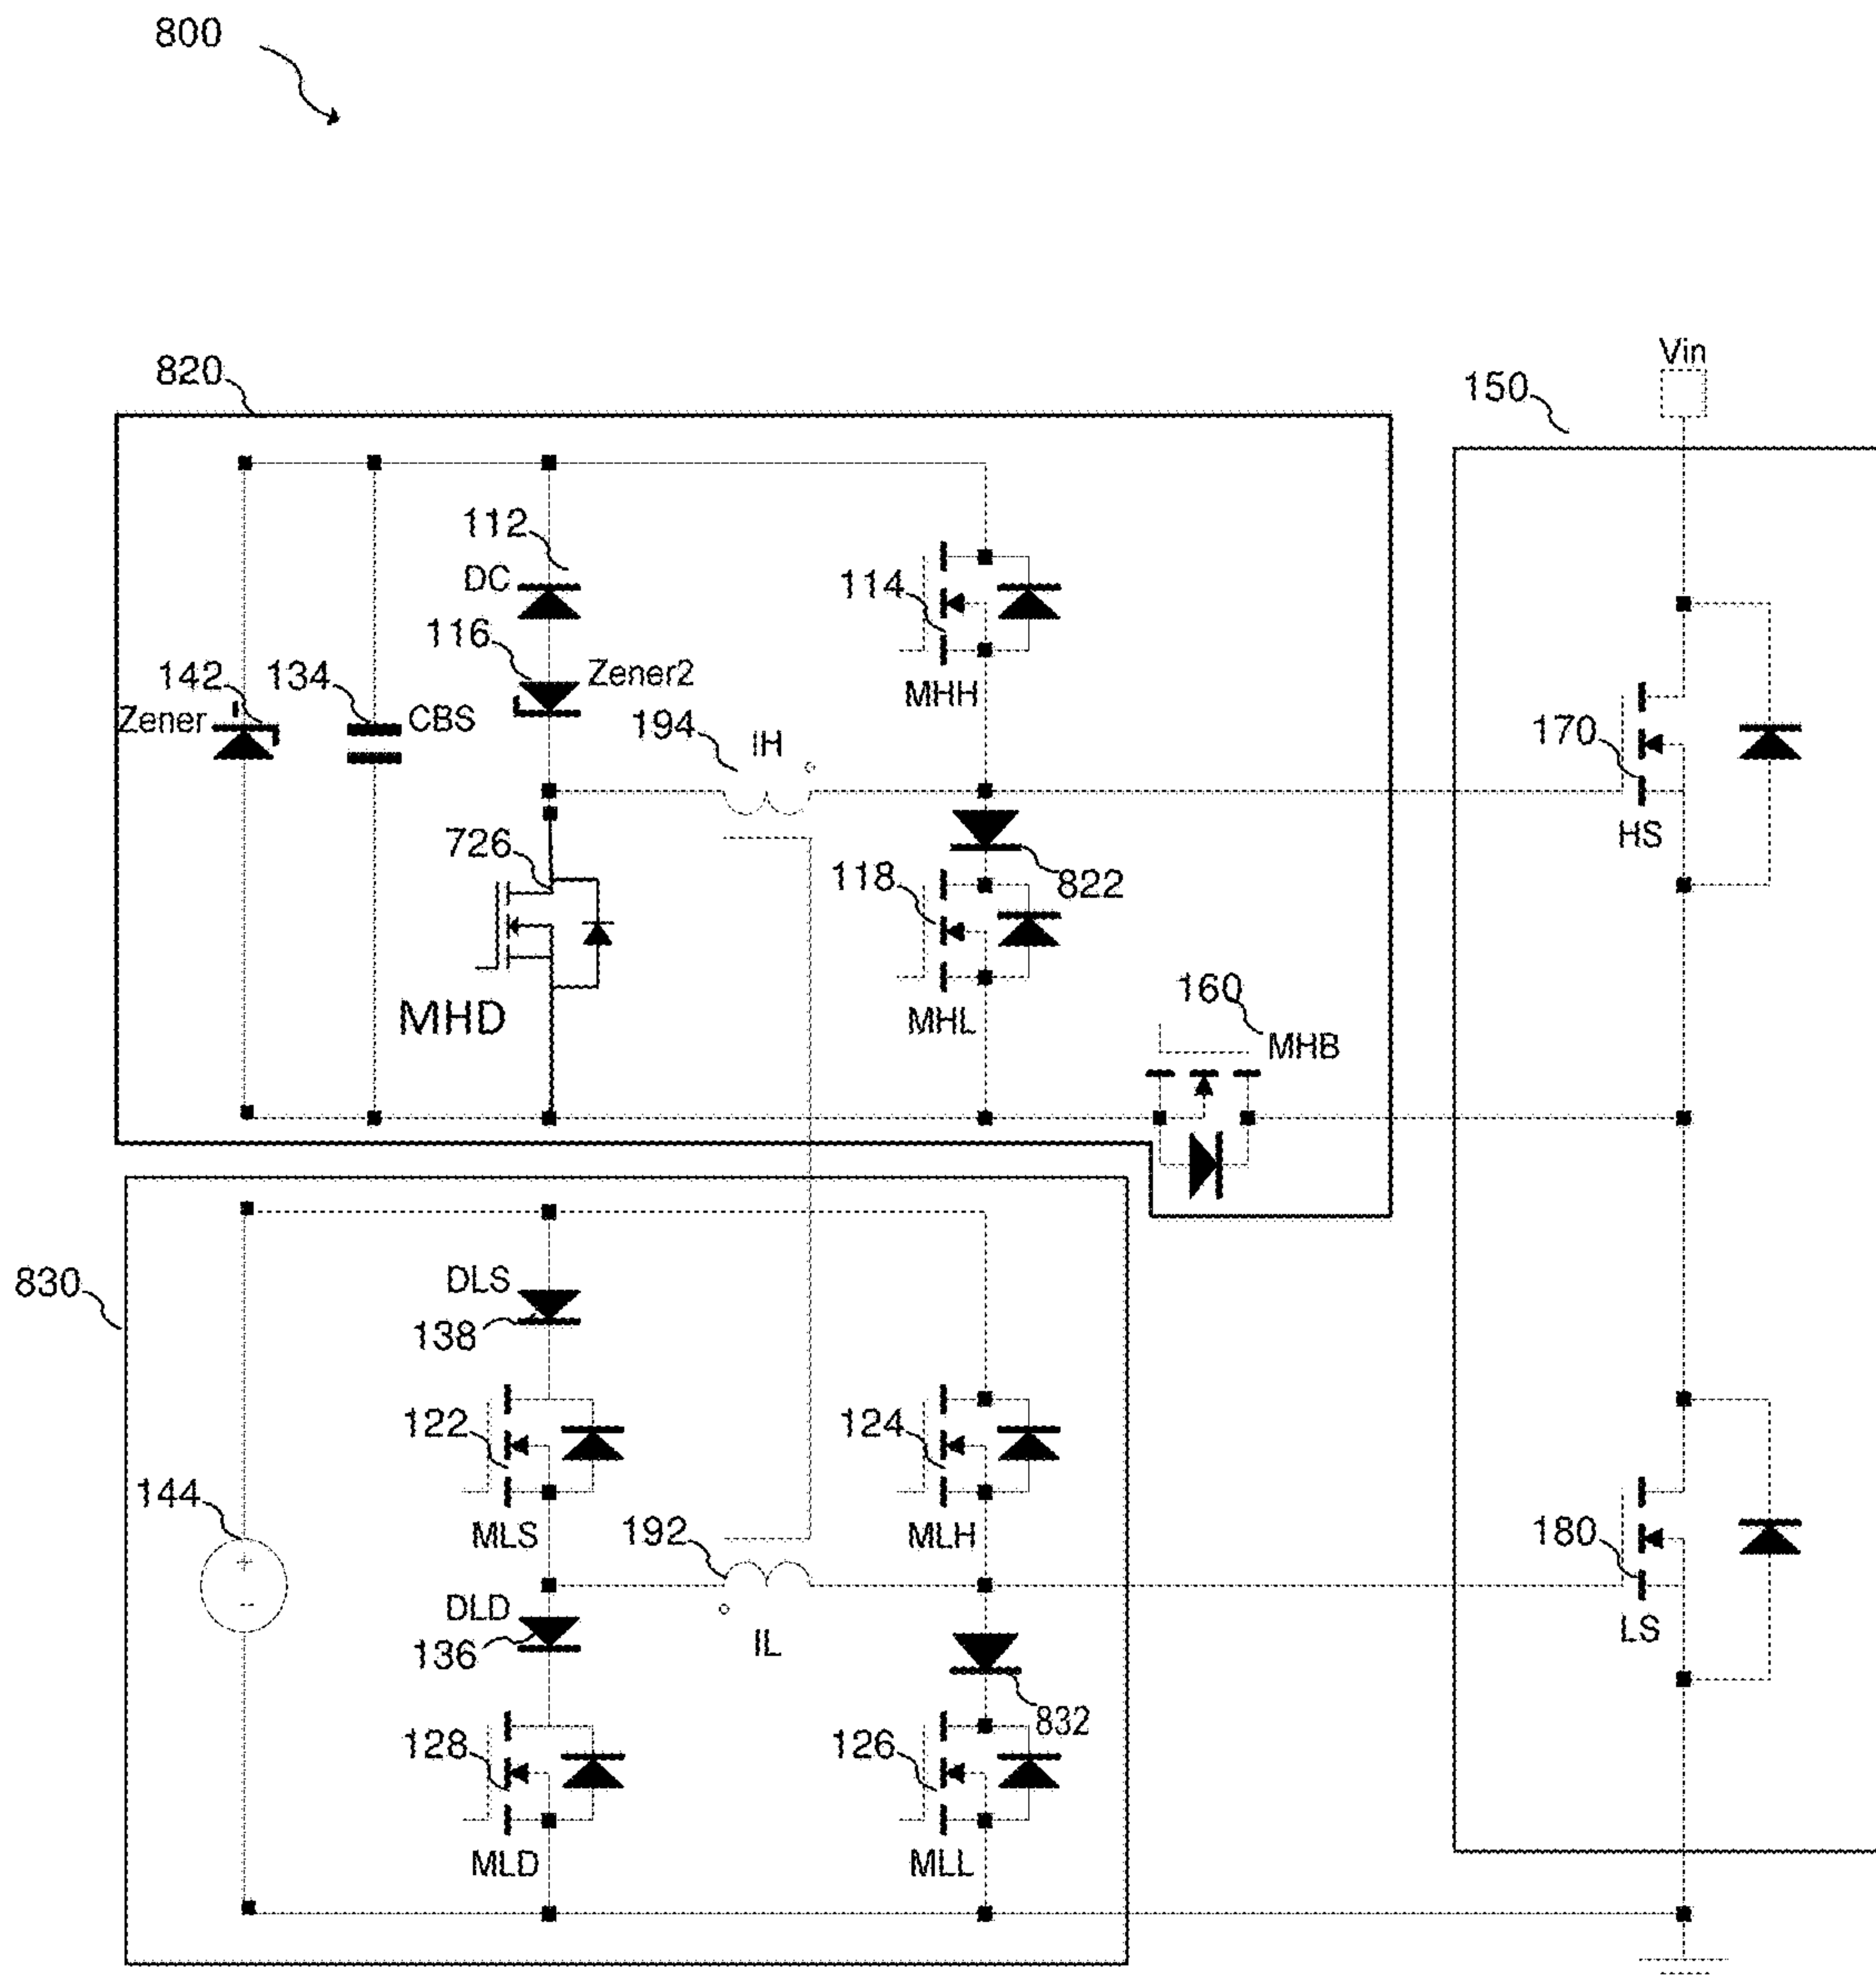 800
820
Vin
150
112
DC
114
116
Zener2
MHH
142
134
Zener
CBS
194
IH
170
HS
726
118
822
MHD
MHL
160
MHB
830
DLS
138
122
124
144
MLS
192
MLH
180
DLD
136
IL
LS
832
128
126
MLD
MLL